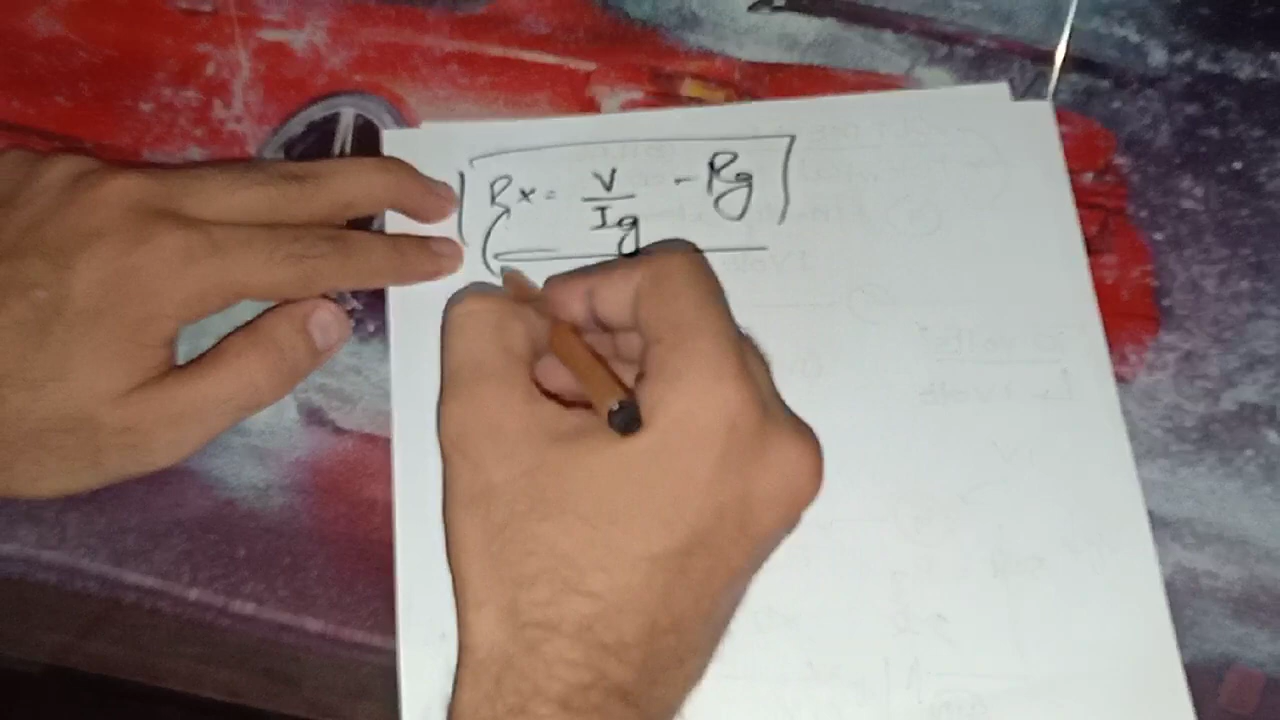 Rx = V/Ig - Rg